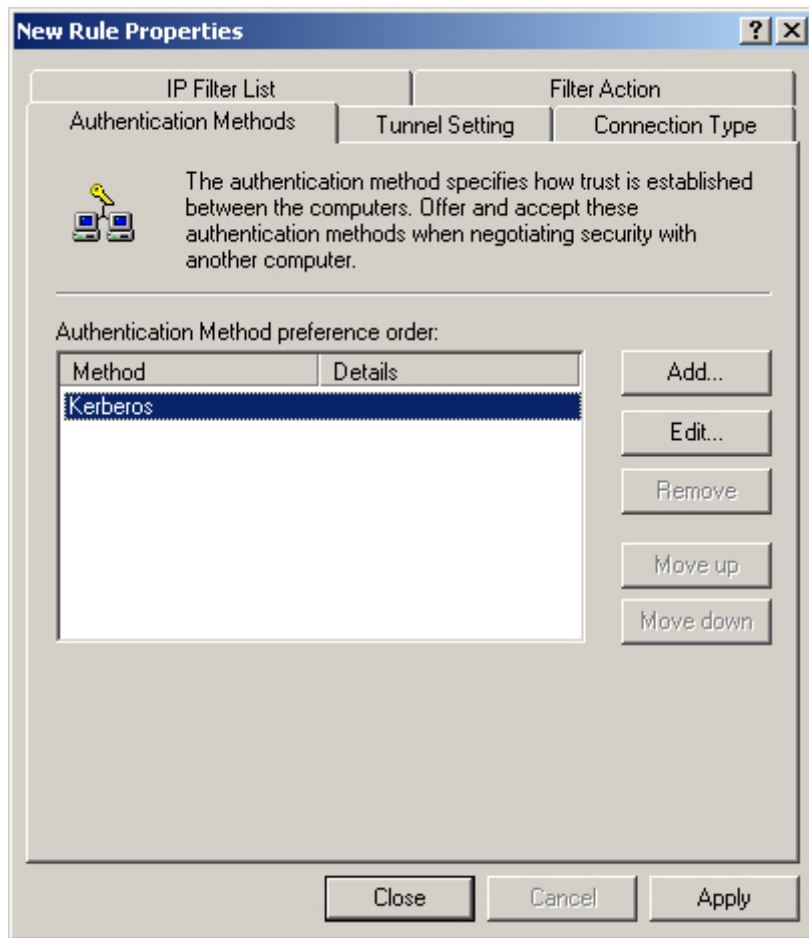 New Rule Properties
IP Filter List
Filter Action
Authentication Methods
Tunnel Setting
Connection Type
The authentication method specifies how trust is established
between the computers. Offer and accept these
authentication methods when negotiating security with
another computer.
Authentication Method preference order:
Method
Details
Kerberos
Add...
Edit...
Remove
Move up
Move down
Close
Cancel
Apply